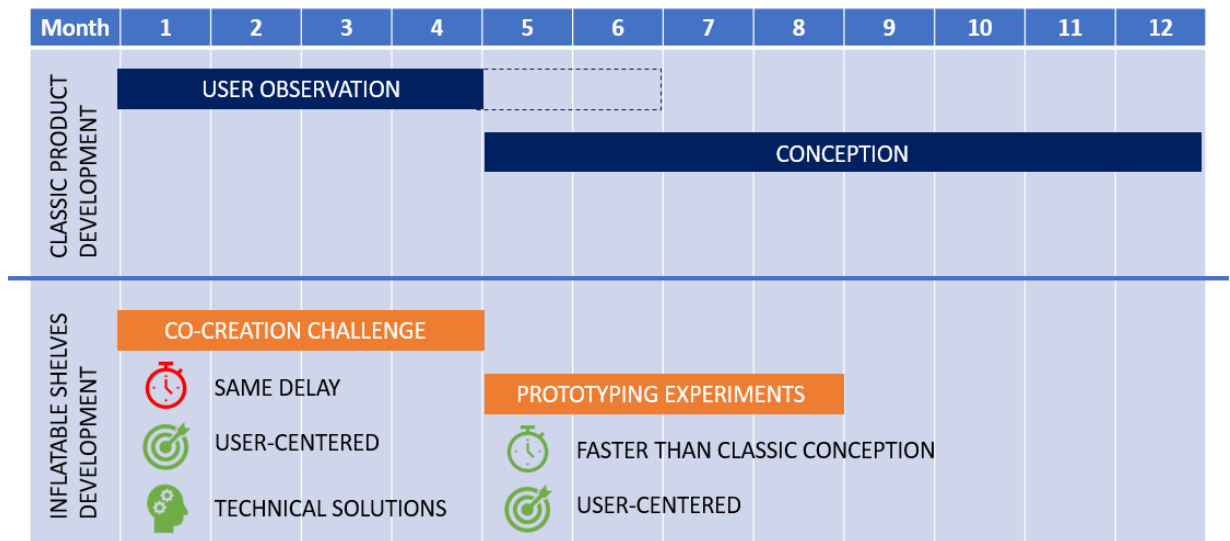 Month 1 2 3 4 5 6 7 8 9 10 11 12
CLASSIC PRODUCT
DEVELOPMENT
USER OBSERVATION
CONCEPTION
INFLATABLE SHELVES
DEVELOPMENT
CO-CREATION CHALLENGE
SAME DELAY
USER-CENTERED
TECHNICAL SOLUTIONS
PROTOTYPING EXPERIMENTS
FASTER THAN CLASSIC CONCEPTION
USER-CENTERED